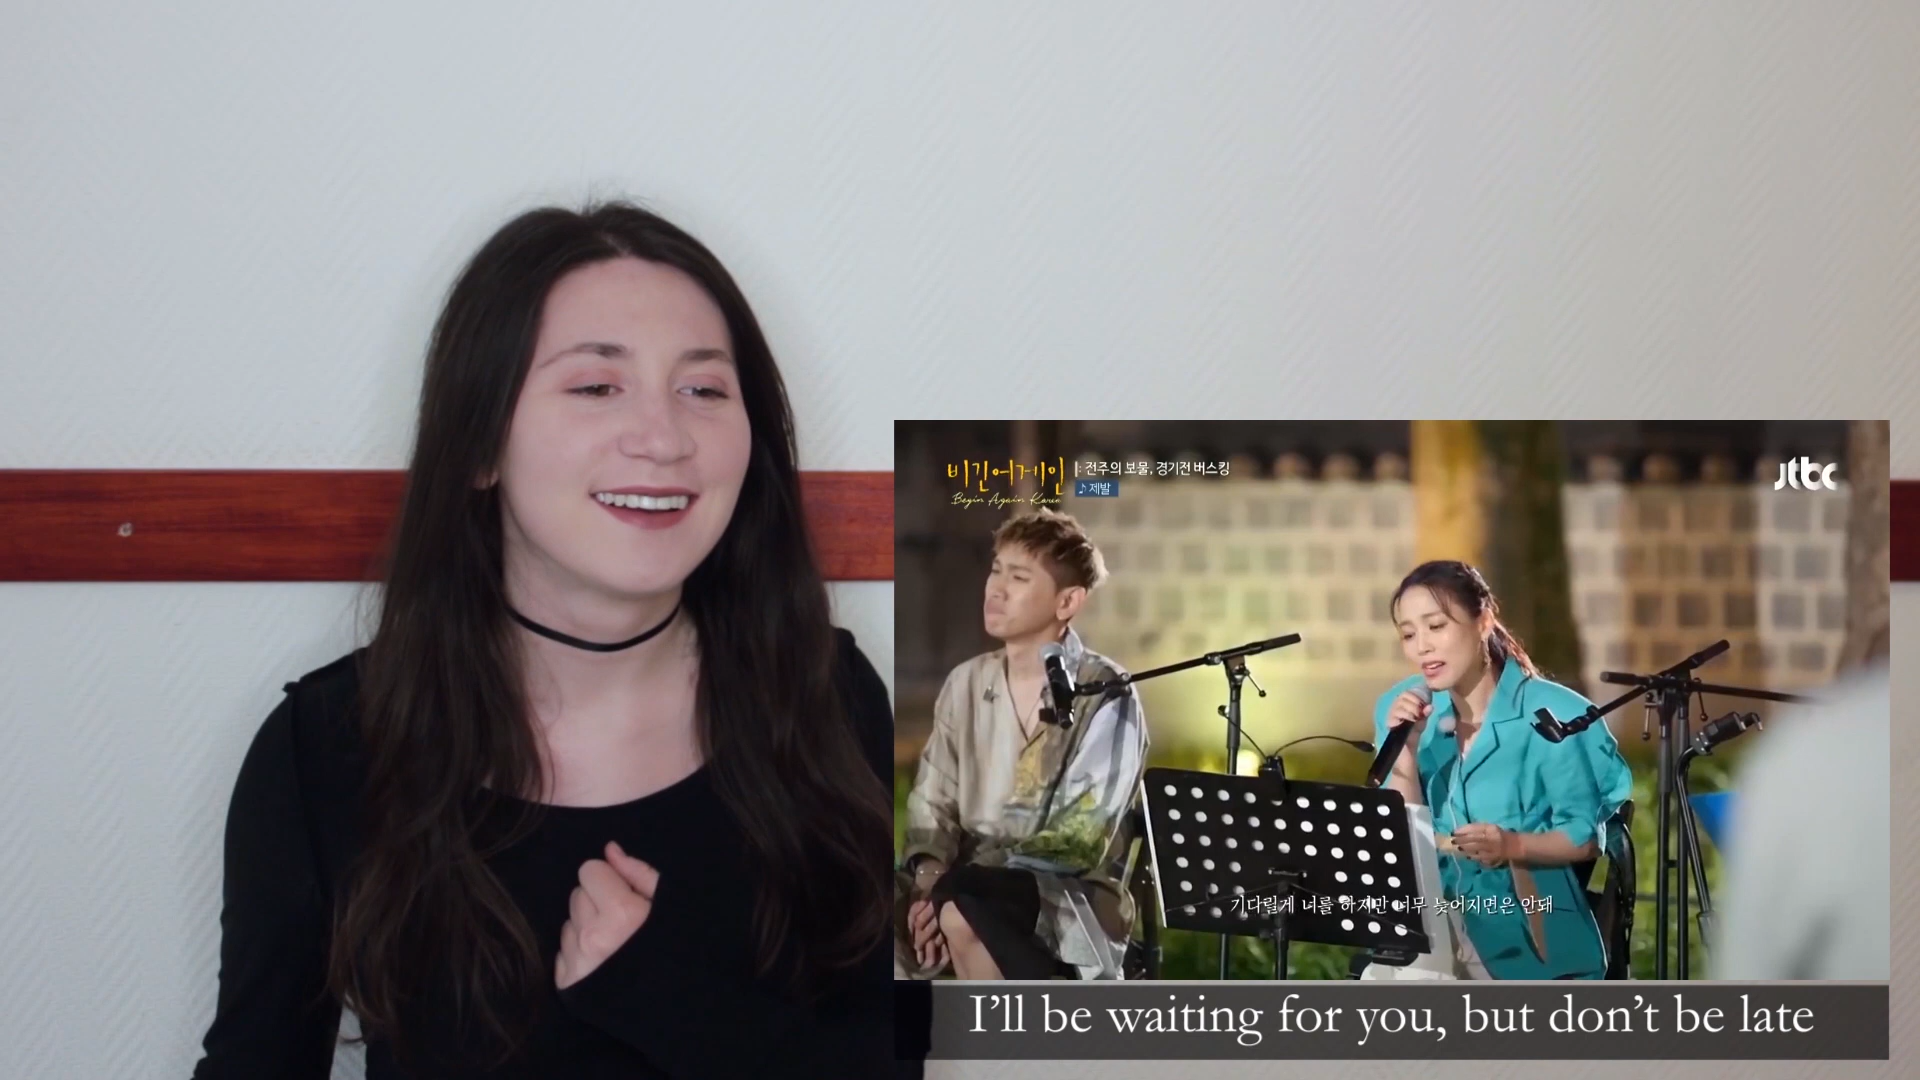 비긴어게인
Begin Again Korea
: 전주의 보물, 경기전 버스킹
♪ 제발
jtbc
기다릴게 너를 하지만 너무 늦어지면은 안돼
I'll be waiting for you, but don't be late